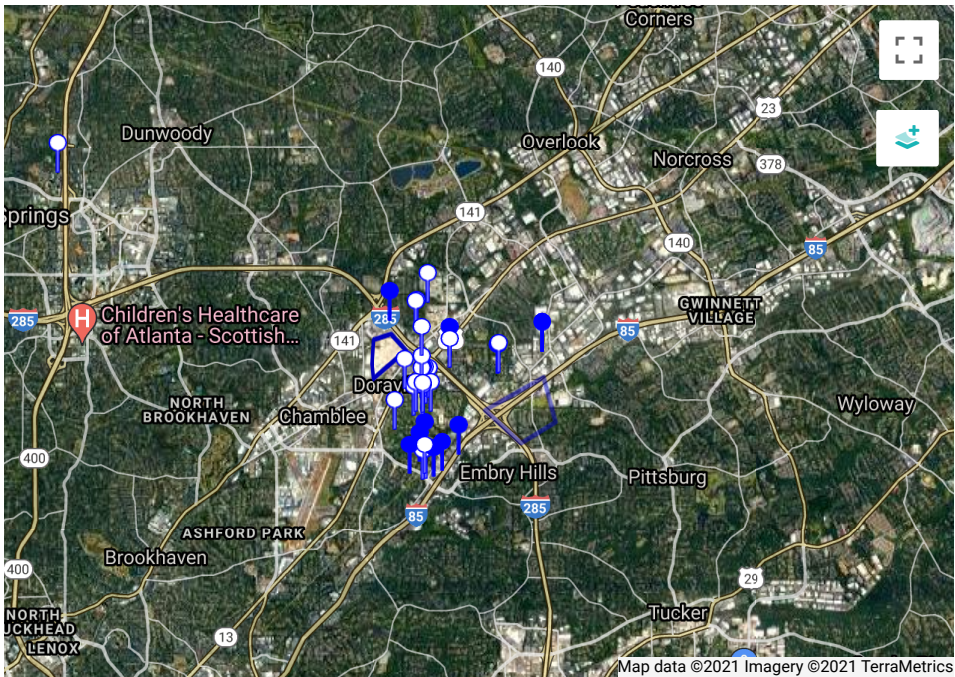 Corners
140
23
Dunwoody
Overlook
Norcross
378
Springs
141
140
85
285
285
Children's Healthcare
of Atlanta - Scottish...
H
141
GWINNETT
VILLAGE
85
Dorav
NORTH
BROOKHAVEN
Chamblee
Wyloway
400
Embry Hills
Pittsburg
85
285
ASHFORD PARK
Brookhaven
400
29
NORTH
UCKHEAD
LENOX
Tucker
13
Map data ©2021 Imagery ©2021 TerraMetrics